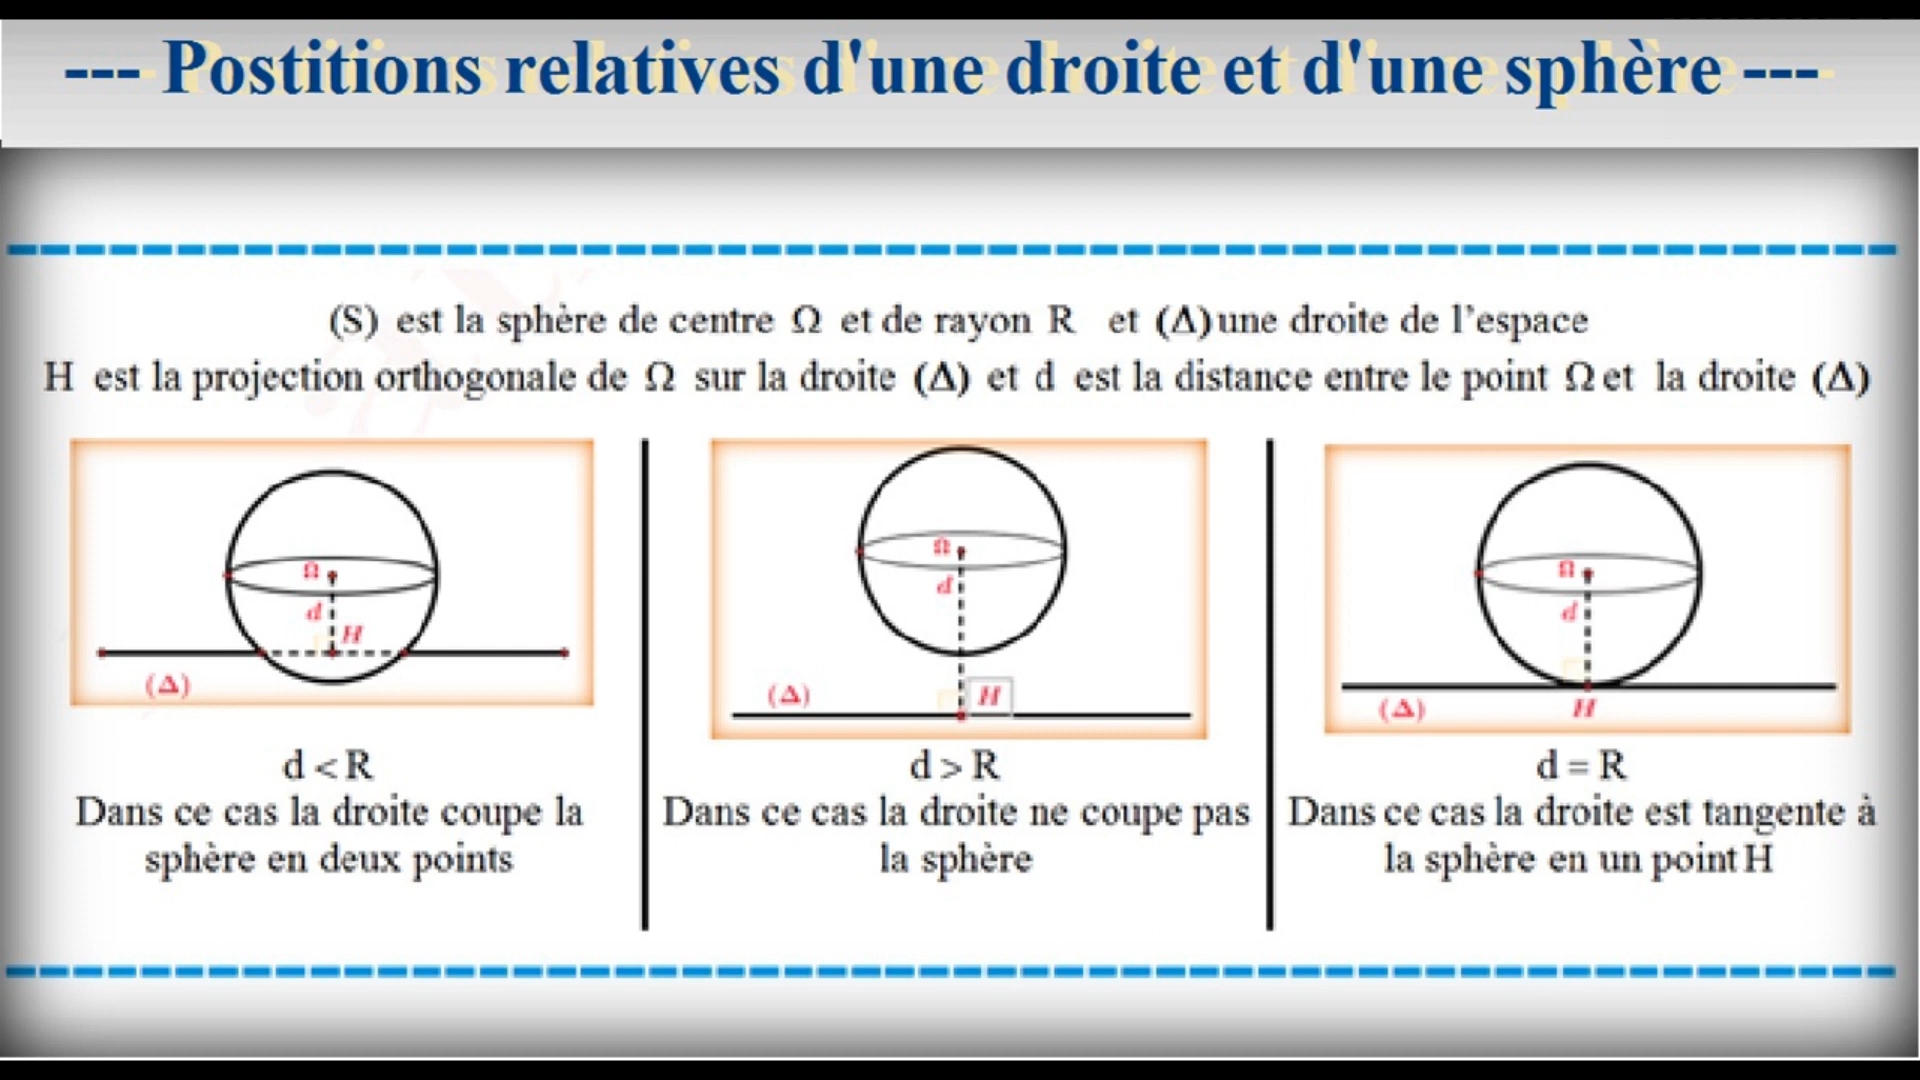 --- Postitions relatives d'une droite et d'une sphère ---
(S) est la sphère de centre Ω et de rayon R et (Δ) une droite de l’espace
H est la projection orthogonale de Ω sur la droite (Δ) et d est la distance entre le point Ω et la droite (Δ)
Ω
d
H
(Δ)
d < R
Dans ce cas la droite coupe la
sphère en deux points
Ω
d
(Δ)
H
d > R
Dans ce cas la droite ne coupe pas
la sphère
Ω
d
(Δ)
H
d = R
Dans ce cas la droite est tangente à
la sphère en un point H